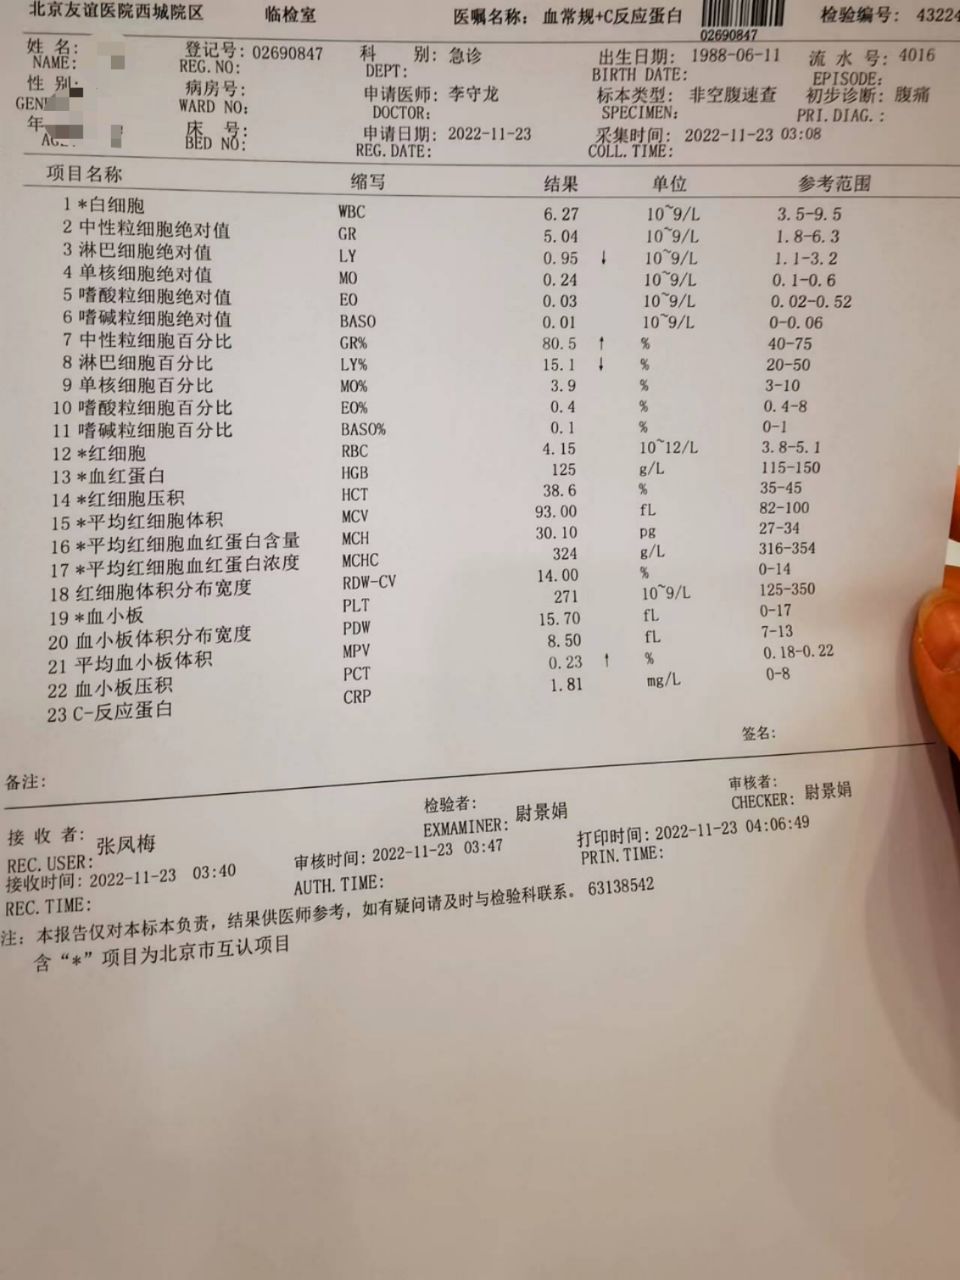 北京友谊医院西城院区 临检室 医嘱名称: 血常规+C反应蛋白 检验编号: 43224
02690847
姓 名: 登记号: 02690847 科 别: 急诊 出生日期: 1988-06-11 流 水 号: 4016
NAME: REG.NO: DEPT: BIRTH DATE: EPISODE:
性 别: 病房号: 申请医师: 李守龙 标本类型: 非空腹速查 初步诊断: 腹痛
WARD NO: DOCTOR: SPECIMEN: PRI.DIAG.:
年 床 号: 申请日期: 2022-11-23 采集时间: 2022-11-23 03:08
BED NO: REG.DATE: COLL.TIME:
项目名称 缩写 结果 单位 参考范围
1 *白细胞 WBC 6.27 10~9/L 3.5-9.5
2 中性粒细胞绝对值 GR 5.04 10~9/L 1.8-6.3
3 淋巴细胞绝对值 LY 0.95 ↓ 10~9/L 1.1-3.2
4 单核细胞绝对值 MO 0.24 10~9/L 0.1-0.6
5 嗜酸粒细胞绝对值 EO 0.03 10~9/L 0.02-0.52
6 嗜碱粒细胞绝对值 BASO 0.01 10~9/L 0-0.06
7 中性粒细胞百分比 GR% 80.5 ↑ % 40-75
8 淋巴细胞百分比 LY% 15.1 ↓ % 20-50
9 单核细胞百分比 MO% 3.9 % 3-10
10 嗜酸粒细胞百分比 EO% 0.4 % 0.4-8
11 嗜碱粒细胞百分比 BASO% 0.1 % 0-1
12 *红细胞 RBC 4.15 10~12/L 3.8-5.1
13 *血红蛋白 HGB 125 g/L 115-150
14 *红细胞压积 HCT 38.6 % 35-45
15 *平均红细胞体积 MCV 93.00 fL 82-100
16 *平均红细胞血红蛋白含量 MCH 30.10 pg 27-34
17 *平均红细胞血红蛋白浓度 MCHC 324 g/L 316-354
18 红细胞体积分布宽度 RDW-CV 14.00 % 0-14
19 *血小板 PLT 271 10~9/L 125-350
20 血小板体积分布宽度 PDW 15.70 fL 0-17
21 平均血小板体积 MPV 8.50 fL 7-13
22 血小板压积 PCT 0.23 ↑ % 0.18-0.22
23 C-反应蛋白 CRP 1.81 mg/L 0-8
签名:
备注:
接 收 者: 张凤梅 检验者: 尉景娟 审核者: 尉景娟
REC.USER: EXMAMINER: CHECKER:
接收时间: 2022-11-23 03:40 审核时间: 2022-11-23 03:47 打印时间: 2022-11-23 04:06:49
REC.TIME: AUTH.TIME: PRIN.TIME:
注: 本报告仅对本标本负责, 结果供医师参考, 如有疑问请及时与检验科联系。 63138542
含“*”项目为北京市互认项目